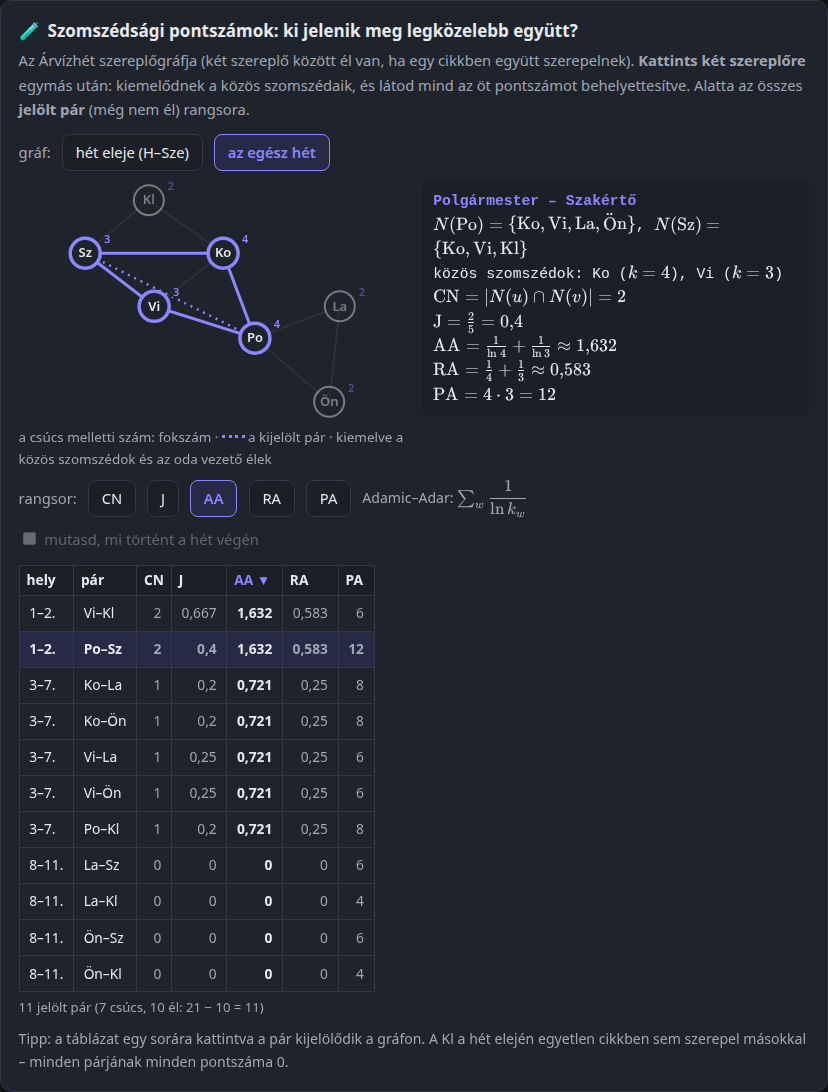 🧪 Szomszédsági pontszámok: ki jelenik meg legközelebb együtt?
Az Árvízhét szereplőgráfja (két szereplő között él van, ha egy cikkben együtt szerepelnek). Kattints két szereplőre
egymás után: kiemelődnek a közös szomszédaik, és látod mind az öt pontszámot behelyettesítve. Alatta az összes
jelölt pár (még nem él) rangsora.
gráf: hét eleje (H–Sze) az egész hét
Kl 2
Sz 3
Ko 4
Vi 3
La 2
Po 4
Ön 2
Polgármester – Szakértő
N(Po) = {Ko, Vi, La, Ön}, N(Sz) =
{Ko, Vi, Kl}
közös szomszédok: Ko (k = 4), Vi (k = 3)
CN = |N(u) ∩ N(v)| = 2
J = 2/5 = 0,4
AA = 1/ln 4 + 1/ln 3 ≈ 1,632
RA = 1/4 + 1/3 ≈ 0,583
PA = 4 · 3 = 12
a csúcs melletti szám: fokszám · a kijelölt pár · kiemelve a
közös szomszédok és az oda vezető élek
rangsor: CN J AA RA PA Adamic–Adar: ∑_w 1/ln k_w
mutasd, mi történt a hét végén
hely pár CN J AA ▼ RA PA
1–2. Vi–Kl 2 0,667 1,632 0,583 6
1–2. Po–Sz 2 0,4 1,632 0,583 12
3–7. Ko–La 1 0,2 0,721 0,25 8
3–7. Ko–Ön 1 0,2 0,721 0,25 8
3–7. Vi–La 1 0,25 0,721 0,25 6
3–7. Vi–Ön 1 0,25 0,721 0,25 6
3–7. Po–Kl 1 0,2 0,721 0,25 8
8–11. La–Sz 0 0 0 0 6
8–11. La–Kl 0 0 0 0 4
8–11. Ön–Sz 0 0 0 0 6
8–11. Ön–Kl 0 0 0 0 4
11 jelölt pár (7 csúcs, 10 él: 21 − 10 = 11)
Tipp: a táblázat egy sorára kattintva a pár kijelölődik a gráfon. A Kl a hét elején egyetlen cikkben sem szerepel másokkal
– minden párjának minden pontszáma 0.